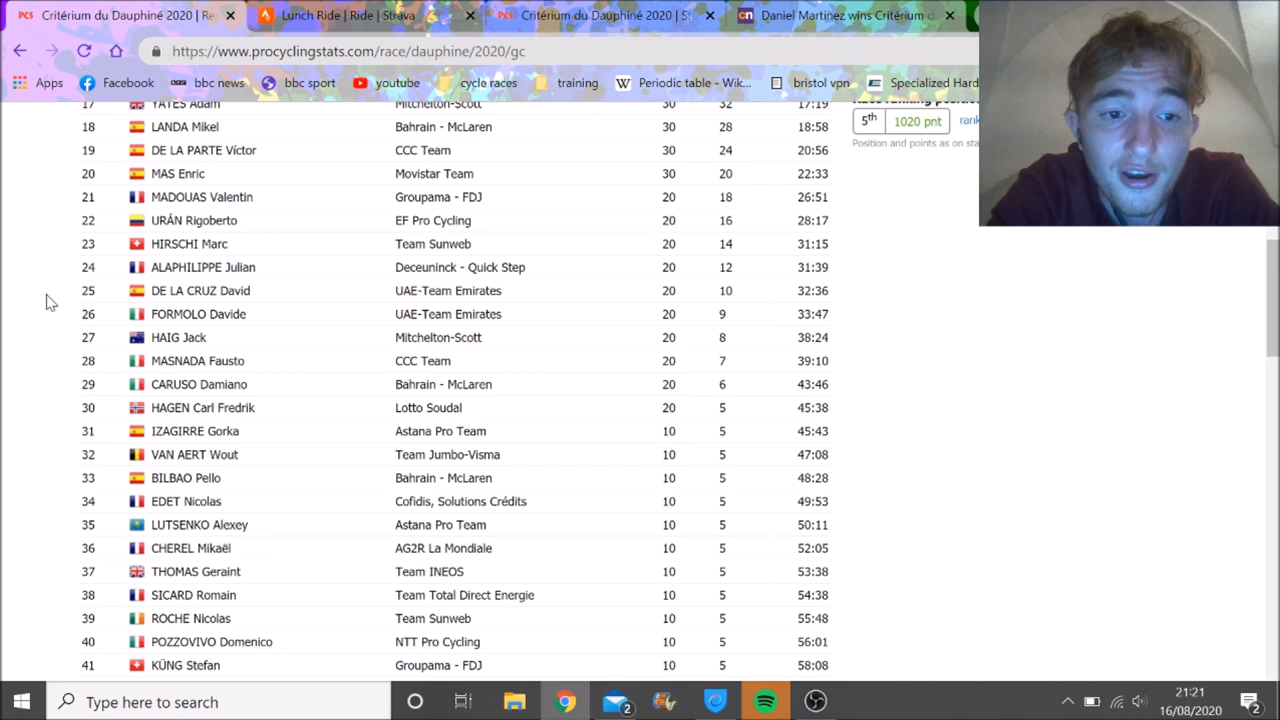 PCS Critérium du Dauphiné 2020 | Re
Lunch Ride | Ride | Strava
PCS Critérium du Dauphiné 2020 | S
cn Daniel Martinez wins Critérium d
https://www.procyclingstats.com/race/dauphine/2020/gc
Apps Facebook BBC bbc news bbc sport youtube cycle races training W Periodic table - Wik... bristol vpn Specialized Hard
17 YATES Adam Mitchelton-Scott 30 32 17:19
18 LANDA Mikel Bahrain - McLaren 30 28 18:58
19 DE LA PARTE Víctor CCC Team 30 24 20:56
20 MAS Enric Movistar Team 30 20 22:33
21 MADOUAS Valentin Groupama - FDJ 20 18 26:51
22 URÁN Rigoberto EF Pro Cycling 20 16 28:17
23 HIRSCHI Marc Team Sunweb 20 14 31:15
24 ALAPHILIPPE Julian Deceuninck - Quick Step 20 12 31:39
25 DE LA CRUZ David UAE-Team Emirates 20 10 32:36
26 FORMOLO Davide UAE-Team Emirates 20 9 33:47
27 HAIG Jack Mitchelton-Scott 20 8 38:24
28 MASNADA Fausto CCC Team 20 7 39:10
29 CARUSO Damiano Bahrain - McLaren 20 6 43:46
30 HAGEN Carl Fredrik Lotto Soudal 20 5 45:38
31 IZAGIRRE Gorka Astana Pro Team 10 5 45:43
32 VAN AERT Wout Team Jumbo-Visma 10 5 47:08
33 BILBAO Pello Bahrain - McLaren 10 5 48:28
34 EDET Nicolas Cofidis, Solutions Crédits 10 5 49:53
35 LUTSENKO Alexey Astana Pro Team 10 5 50:11
36 CHEREL Mikaël AG2R La Mondiale 10 5 52:05
37 THOMAS Geraint Team INEOS 10 5 53:38
38 SICARD Romain Team Total Direct Energie 10 5 54:38
39 ROCHE Nicolas Team Sunweb 10 5 55:48
40 POZZOVIVO Domenico NTT Pro Cycling 10 5 56:01
41 KÜNG Stefan Groupama - FDJ 10 5 58:08
Race ranking position
5th 1020 pnt rank
Position and points as on sta
Type here to search
2
21:21
16/08/2020
2